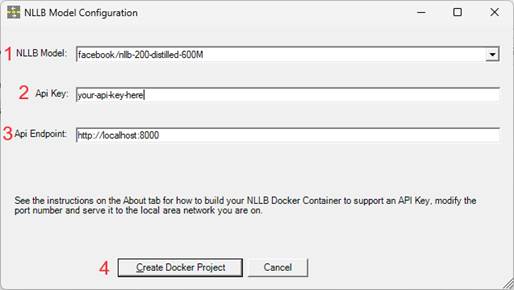 NLLB Model Configuration
1 NLLB Model: facebook/nllb-200-distilled-600M
2 Api Key: your-api-key-here
3 Api Endpoint: http://localhost:8000
See the instructions on the About tab for how to build your NLLB Docker Container to support an API Key, modify the
port number and serve it to the local area network you are on.
4 Create Docker Project Cancel